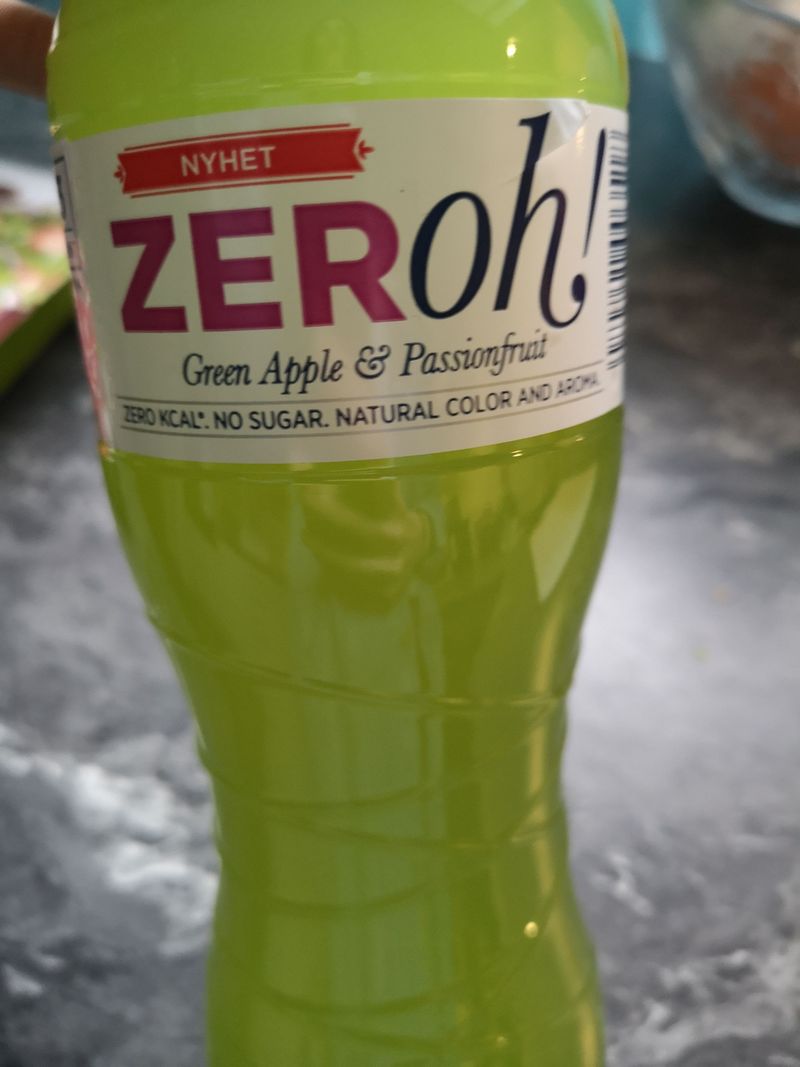 NYHET
ZERoh!
Green Apple & Passionfruit
ZERO KCAL*. NO SUGAR. NATURAL COLOR AND AROMA.